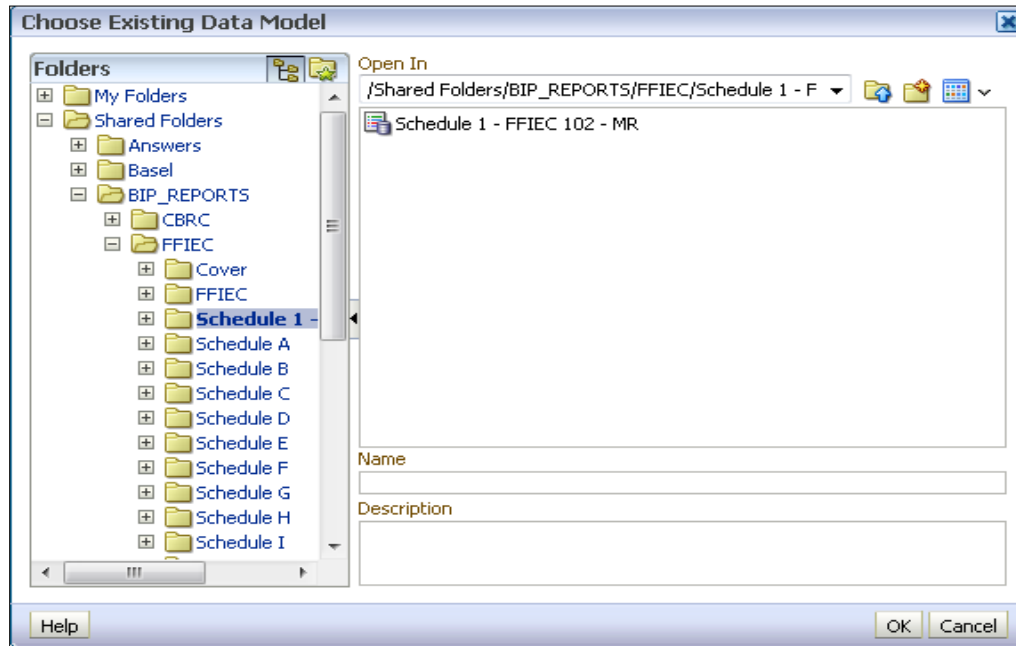 Choose Existing Data Model
Folders
My Folders
Shared Folders
Answers
Basel
BIP_REPORTS
CBRC
FFIEC
Cover
FFIEC
Schedule 1 -
Schedule A
Schedule B
Schedule C
Schedule D
Schedule E
Schedule F
Schedule G
Schedule H
Schedule I
Open In
/Shared Folders/BIP_REPORTS/FFIEC/Schedule 1 - F
Schedule 1 - FFIEC 102 - MR
Name
Description
Help
OK
Cancel